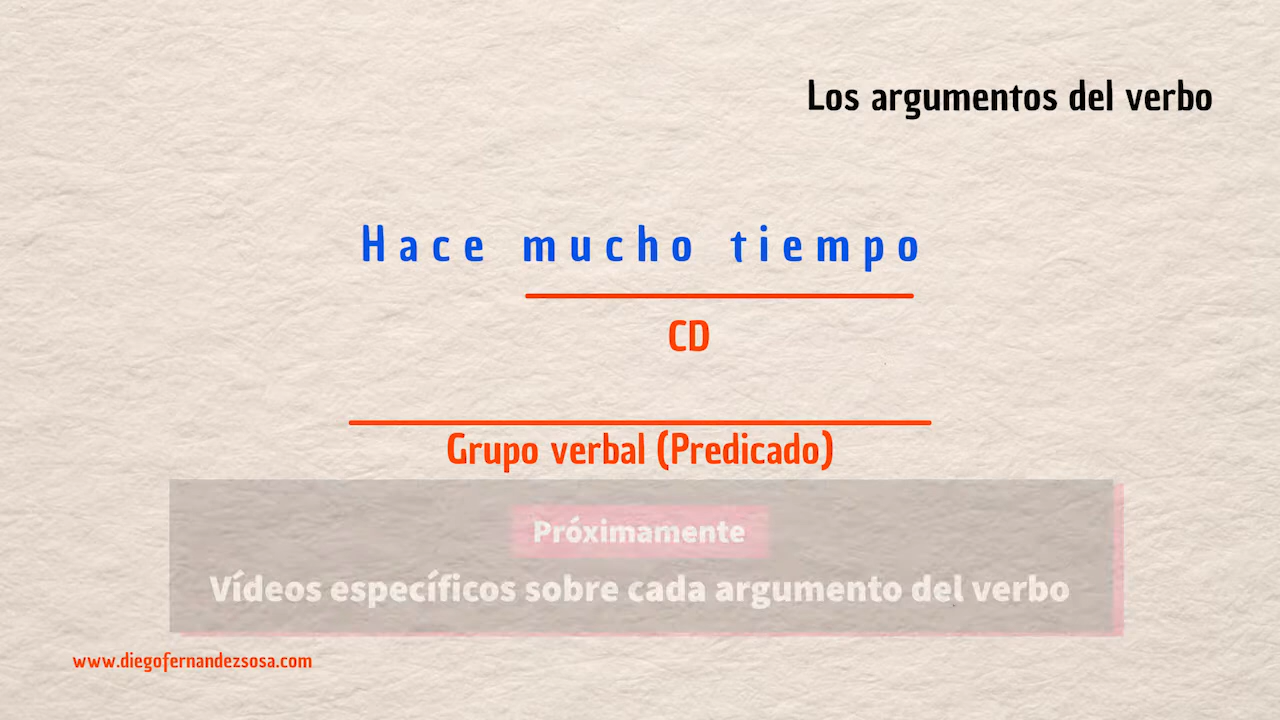 Los argumentos del verbo
Hace mucho tiempo
CD
Grupo verbal (Predicado)
Próximamente
Vídeos específicos sobre cada argumento del verbo
www.diegofernandezsosa.com